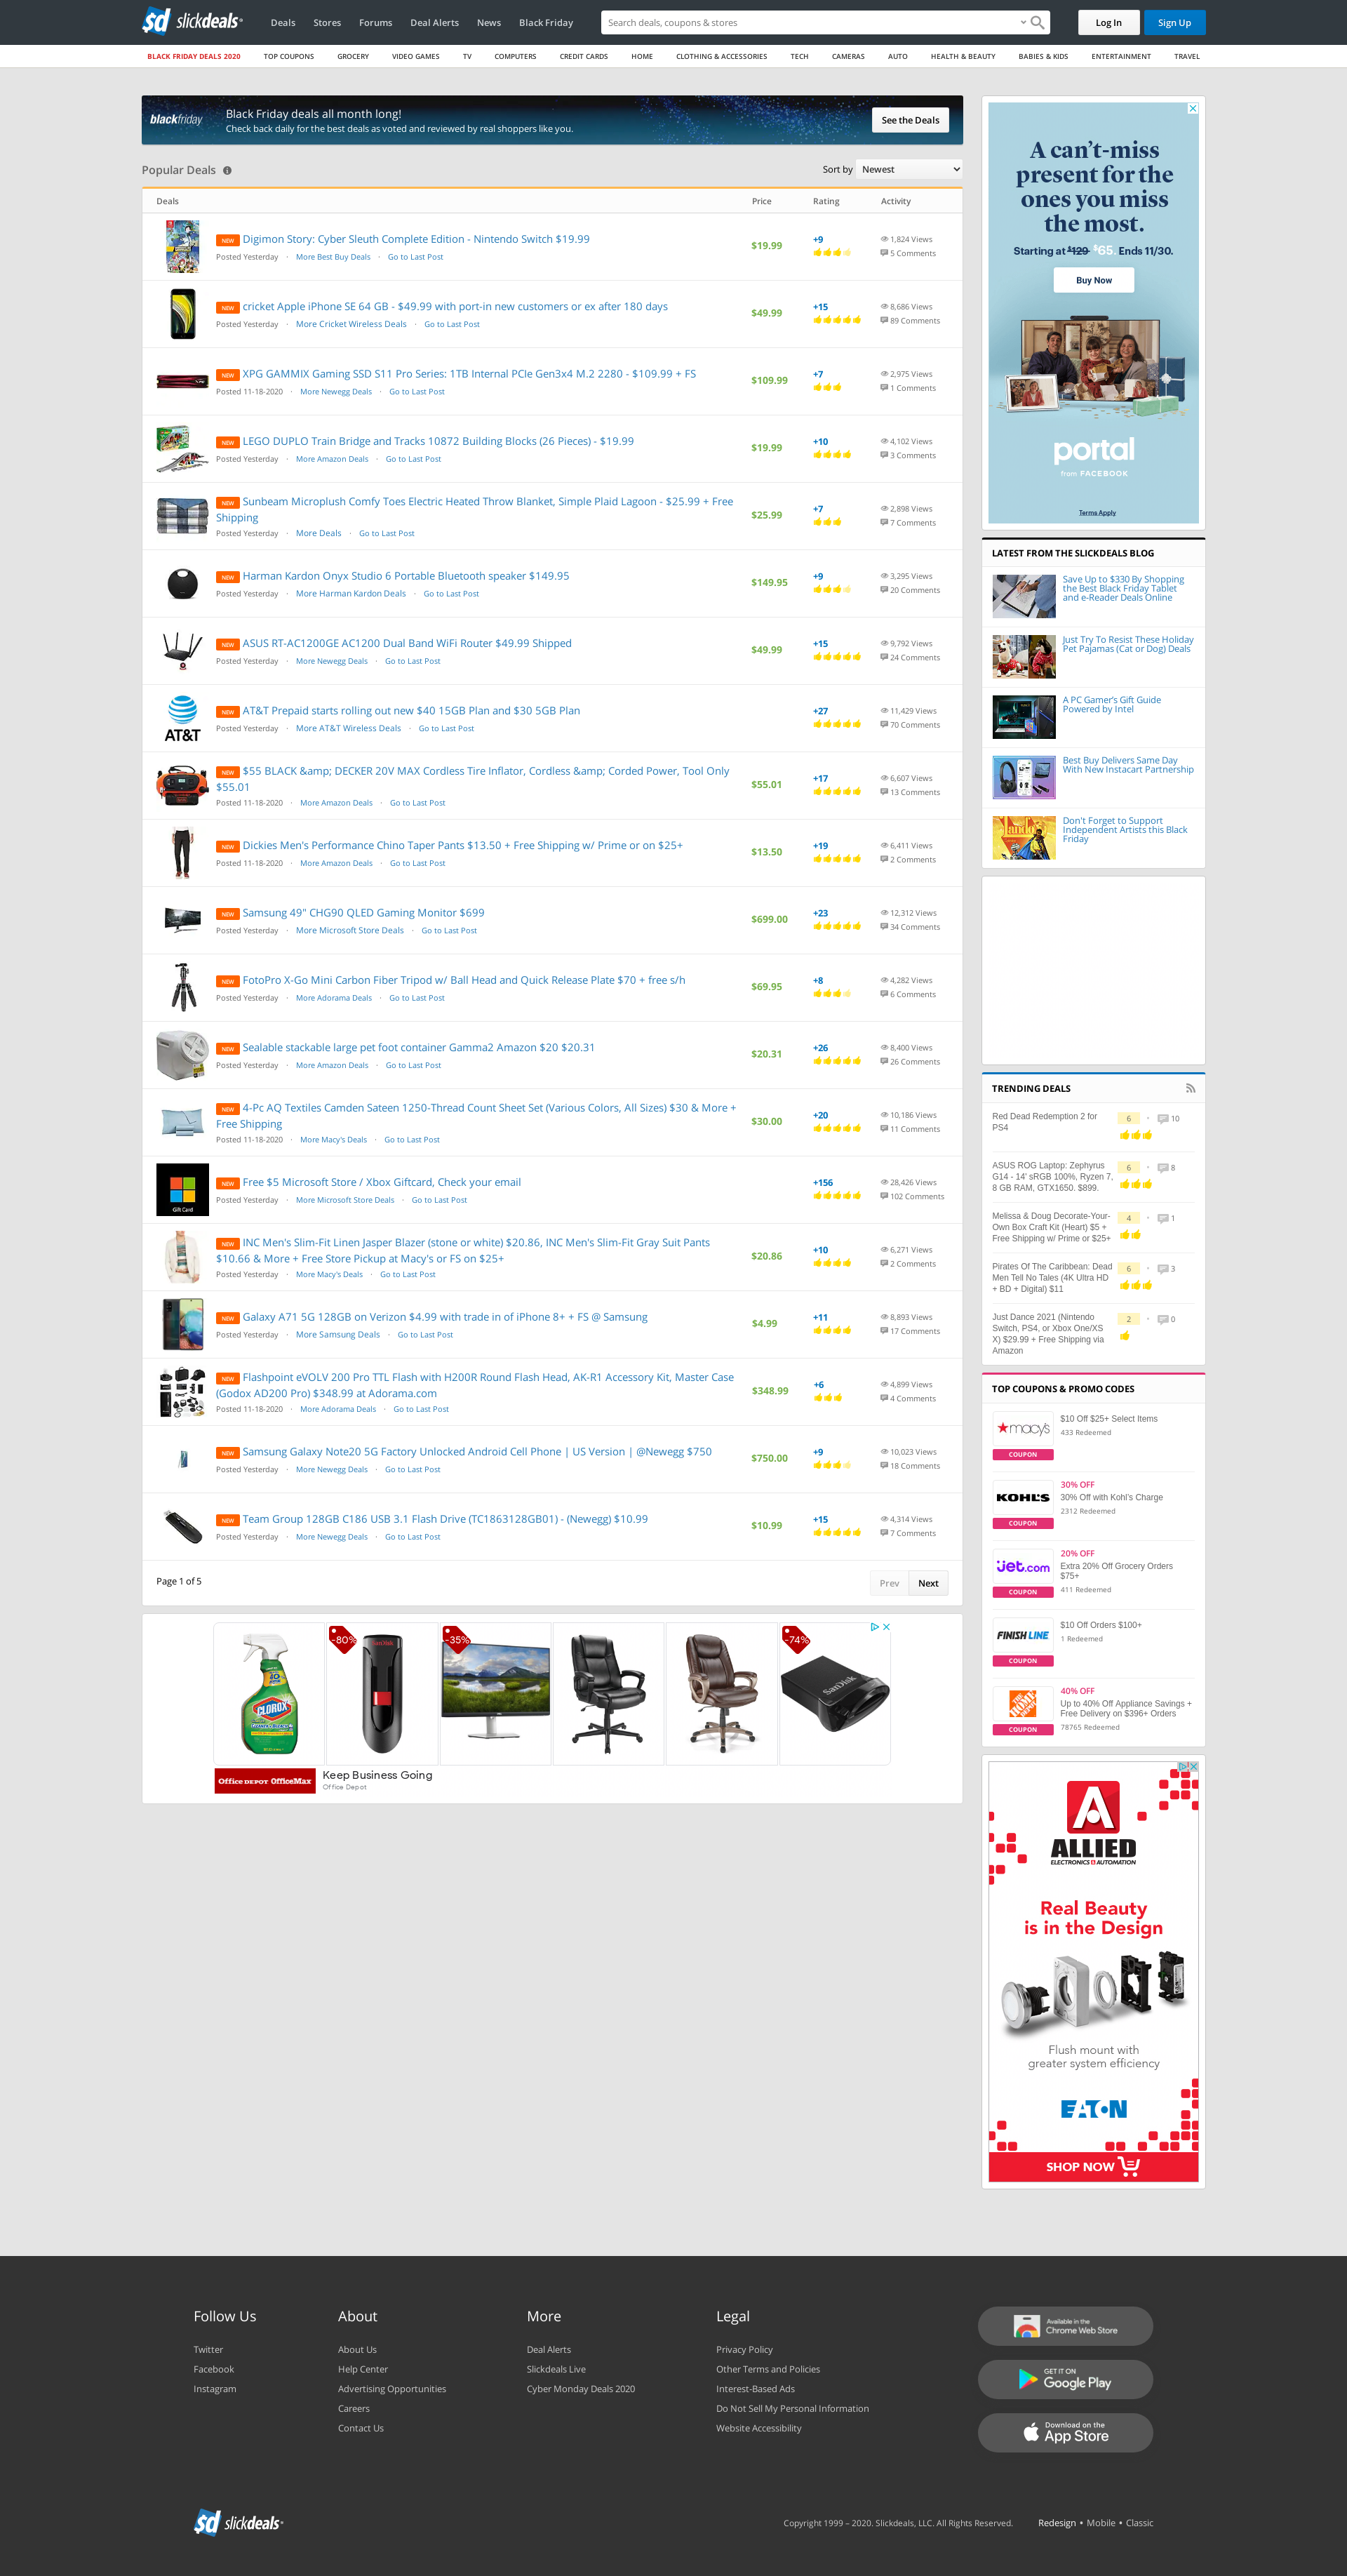 slickdeals
Deals
Stores
Forums
Deal Alerts
News
Black Friday
Search deals, coupons & stores
Log In
Sign Up
BLACK FRIDAY DEALS 2020
TOP COUPONS
GROCERY
VIDEO GAMES
TV
COMPUTERS
CREDIT CARDS
HOME
CLOTHING & ACCESSORIES
TECH
CAMERAS
AUTO
HEALTH & BEAUTY
BABIES & KIDS
ENTERTAINMENT
TRAVEL
blackfriday
Black Friday deals all month long!
Check back daily for the best deals as voted and reviewed by real shoppers like you.
See the Deals
Popular Deals
Sort by Newest
Deals Price Rating Activity
NEW Digimon Story: Cyber Sleuth Complete Edition - Nintendo Switch $19.99
Posted Yesterday · More Best Buy Deals · Go to Last Post
$19.99
+9
1,824 Views
5 Comments
NEW cricket Apple iPhone SE 64 GB - $49.99 with port-in new customers or ex after 180 days
Posted Yesterday · More Cricket Wireless Deals · Go to Last Post
$49.99
+15
8,686 Views
89 Comments
NEW XPG GAMMIX Gaming SSD S11 Pro Series: 1TB Internal PCIe Gen3x4 M.2 2280 - $109.99 + FS
Posted 11-18-2020 · More Newegg Deals · Go to Last Post
$109.99
+7
2,975 Views
1 Comments
NEW LEGO DUPLO Train Bridge and Tracks 10872 Building Blocks (26 Pieces) - $19.99
Posted Yesterday · More Amazon Deals · Go to Last Post
$19.99
+10
4,102 Views
3 Comments
NEW Sunbeam Microplush Comfy Toes Electric Heated Throw Blanket, Simple Plaid Lagoon - $25.99 + Free
Shipping
Posted Yesterday · More Deals · Go to Last Post
$25.99
+7
2,898 Views
7 Comments
NEW Harman Kardon Onyx Studio 6 Portable Bluetooth speaker $149.95
Posted Yesterday · More Harman Kardon Deals · Go to Last Post
$149.95
+9
3,295 Views
20 Comments
NEW ASUS RT-AC1200GE AC1200 Dual Band WiFi Router $49.99 Shipped
Posted Yesterday · More Newegg Deals · Go to Last Post
$49.99
+15
9,792 Views
24 Comments
AT&T
NEW AT&T Prepaid starts rolling out new $40 15GB Plan and $30 5GB Plan
Posted Yesterday · More AT&T Wireless Deals · Go to Last Post
+27
11,429 Views
70 Comments
NEW $55 BLACK &amp; DECKER 20V MAX Cordless Tire Inflator, Cordless &amp; Corded Power, Tool Only
$55.01
Posted 11-18-2020 · More Amazon Deals · Go to Last Post
$55.01
+17
6,607 Views
13 Comments
NEW Dickies Men's Performance Chino Taper Pants $13.50 + Free Shipping w/ Prime or on $25+
Posted 11-18-2020 · More Amazon Deals · Go to Last Post
$13.50
+19
6,411 Views
2 Comments
NEW Samsung 49" CHG90 QLED Gaming Monitor $699
Posted Yesterday · More Microsoft Store Deals · Go to Last Post
$699.00
+23
12,312 Views
34 Comments
NEW FotoPro X-Go Mini Carbon Fiber Tripod w/ Ball Head and Quick Release Plate $70 + free s/h
Posted Yesterday · More Adorama Deals · Go to Last Post
$69.95
+8
4,282 Views
6 Comments
NEW Sealable stackable large pet foot container Gamma2 Amazon $20 $20.31
Posted Yesterday · More Amazon Deals · Go to Last Post
$20.31
+26
8,400 Views
26 Comments
NEW 4-Pc AQ Textiles Camden Sateen 1250-Thread Count Sheet Set (Various Colors, All Sizes) $30 & More +
Free Shipping
Posted 11-18-2020 · More Macy's Deals · Go to Last Post
$30.00
+20
10,186 Views
11 Comments
Gift Card
NEW Free $5 Microsoft Store / Xbox Giftcard, Check your email
Posted Yesterday · More Microsoft Store Deals · Go to Last Post
+156
28,426 Views
102 Comments
NEW INC Men's Slim-Fit Linen Jasper Blazer (stone or white) $20.86, INC Men's Slim-Fit Gray Suit Pants
$10.66 & More + Free Store Pickup at Macy's or FS on $25+
Posted Yesterday · More Macy's Deals · Go to Last Post
$20.86
+10
6,271 Views
2 Comments
NEW Galaxy A71 5G 128GB on Verizon $4.99 with trade in of iPhone 8+ + FS @ Samsung
Posted Yesterday · More Samsung Deals · Go to Last Post
$4.99
+11
8,893 Views
17 Comments
NEW Flashpoint eVOLV 200 Pro TTL Flash with H200R Round Flash Head, AK-R1 Accessory Kit, Master Case
(Godox AD200 Pro) $348.99 at Adorama.com
Posted 11-18-2020 · More Adorama Deals · Go to Last Post
$348.99
+6
4,899 Views
4 Comments
NEW Samsung Galaxy Note20 5G Factory Unlocked Android Cell Phone | US Version | @Newegg $750
Posted Yesterday · More Newegg Deals · Go to Last Post
$750.00
+9
10,023 Views
18 Comments
NEW Team Group 128GB C186 USB 3.1 Flash Drive (TC1863128GB01) - (Newegg) $10.99
Posted Yesterday · More Newegg Deals · Go to Last Post
$10.99
+15
4,314 Views
7 Comments
Page 1 of 5
Prev
Next
CLOROX
-80%
SanDisk
-35%
-74%
SanDisk
Office DEPOT OfficeMax
Keep Business Going
Office Depot
A can't-miss
present for the
ones you miss
the most.
Starting at $129 $65. Ends 11/30.
Buy Now
portal
from FACEBOOK
Terms Apply
LATEST FROM THE SLICKDEALS BLOG
Save Up to $330 By Shopping
the Best Black Friday Tablet
and e-Reader Deals Online
Just Try To Resist These Holiday
Pet Pajamas (Cat or Dog) Deals
A PC Gamer's Gift Guide
Powered by Intel
Best Buy Delivers Same Day
With New Instacart Partnership
Don't Forget to Support
Independent Artists this Black
Friday
TRENDING DEALS
Red Dead Redemption 2 for
PS4
6 · 10
ASUS ROG Laptop: Zephyrus
G14 - 14' sRGB 100%, Ryzen 7,
8 GB RAM, GTX1650. $899.
6 · 8
Melissa & Doug Decorate-Your-
Own Box Craft Kit (Heart) $5 +
Free Shipping w/ Prime or $25+
4 · 1
Pirates Of The Caribbean: Dead
Men Tell No Tales (4K Ultra HD
+ BD + Digital) $11
6 · 3
Just Dance 2021 (Nintendo
Switch, PS4, or Xbox One/XS
X) $29.99 + Free Shipping via
Amazon
2 · 0
TOP COUPONS & PROMO CODES
macy's
COUPON
$10 Off $25+ Select Items
433 Redeemed
KOHL'S
COUPON
30% OFF
30% Off with Kohl's Charge
2312 Redeemed
jet.com
COUPON
20% OFF
Extra 20% Off Grocery Orders
$75+
411 Redeemed
FINISH LINE
COUPON
$10 Off Orders $100+
1 Redeemed
THE HOME DEPOT
COUPON
40% OFF
Up to 40% Off Appliance Savings +
Free Delivery on $396+ Orders
78765 Redeemed
ALLIED
ELECTRONICS & AUTOMATION
Real Beauty
is in the Design
Flush mount with
greater system efficiency
EATON
SHOP NOW
Follow Us
Twitter
Facebook
Instagram
About
About Us
Help Center
Advertising Opportunities
Careers
Contact Us
More
Deal Alerts
Slickdeals Live
Cyber Monday Deals 2020
Legal
Privacy Policy
Other Terms and Policies
Interest-Based Ads
Do Not Sell My Personal Information
Website Accessibility
Available in the
Chrome Web Store
GET IT ON
Google Play
Download on the
App Store
slickdeals
Copyright 1999 – 2020. Slickdeals, LLC. All Rights Reserved.
Redesign • Mobile • Classic